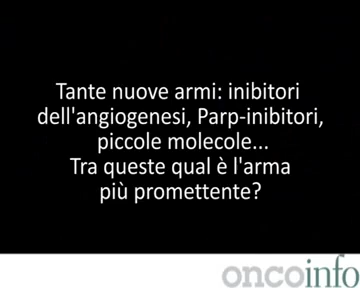 Tante nuove armi: inibitori
dell'angiogenesi, Parp-inibitori,
piccole molecole...
Tra queste qual è l'arma
più promettente?
oncoinfo